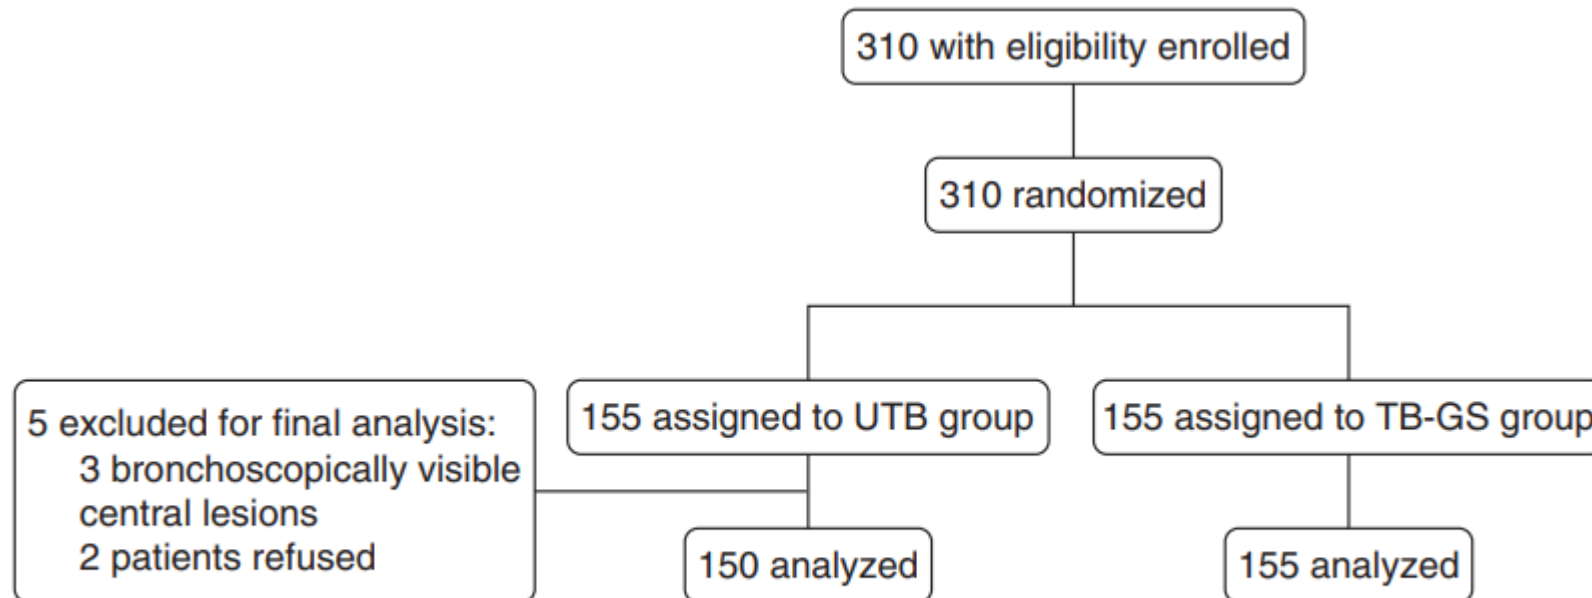 310 with eligibility enrolled
310 randomized
5 excluded for final analysis:
3 bronchoscopically visible
central lesions
2 patients refused
155 assigned to UTB group
155 assigned to TB-GS group
150 analyzed
155 analyzed